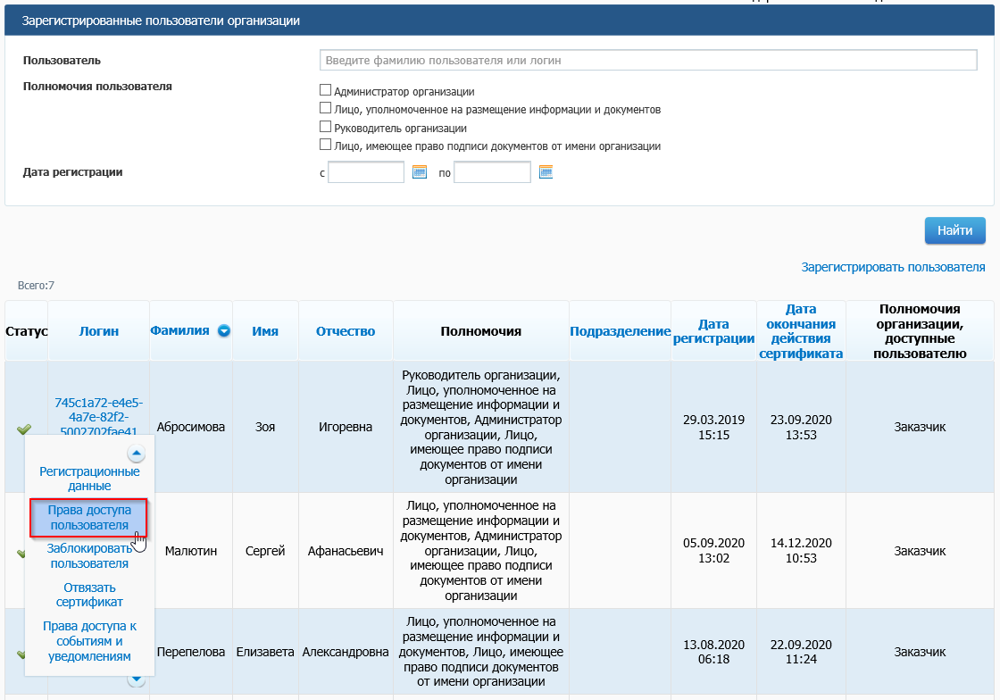 Зарегистрированные пользователи организации
Пользователь
Введите фамилию пользователя или логин
Полномочия пользователя
Администратор организации
Лицо, уполномоченное на размещение информации и документов
Руководитель организации
Лицо, имеющее право подписи документов от имени организации
Дата регистрации
с
по
Найти
Зарегистрировать пользователя
Всего:7
Статус
Логин
Фамилия
Имя
Отчество
Полномочия
Подразделение
Дата
регистрации
Дата
окончания
действия
сертификата
Полномочия
организации,
доступные
пользователю
745c1a72-e4e5-
4a7e-82f2-
5002702fae41
Абросимова
Зоя
Игоревна
Руководитель организации,
Лицо, уполномоченное на
размещение информации и
документов, Администратор
организации, Лицо,
имеющее право подписи
документов от имени
организации
29.03.2019
15:15
23.09.2020
13:53
Заказчик
Регистрационные
данные
Права доступа
пользователя
Заблокировать
пользователя
Отвязать
сертификат
Права доступа к
событиям и
уведомлениям
Малютин
Сергей
Афанасьевич
Лицо, уполномоченное на
размещение информации и
документов, Администратор
организации, Лицо,
имеющее право подписи
документов от имени
организации
05.09.2020
13:02
14.12.2020
10:53
Заказчик
Перепелова
Елизавета
Александровна
Лицо, уполномоченное на
размещение информации и
документов, Лицо, имеющее
право подписи документов
от имени организации
13.08.2020
06:18
22.09.2020
11:24
Заказчик